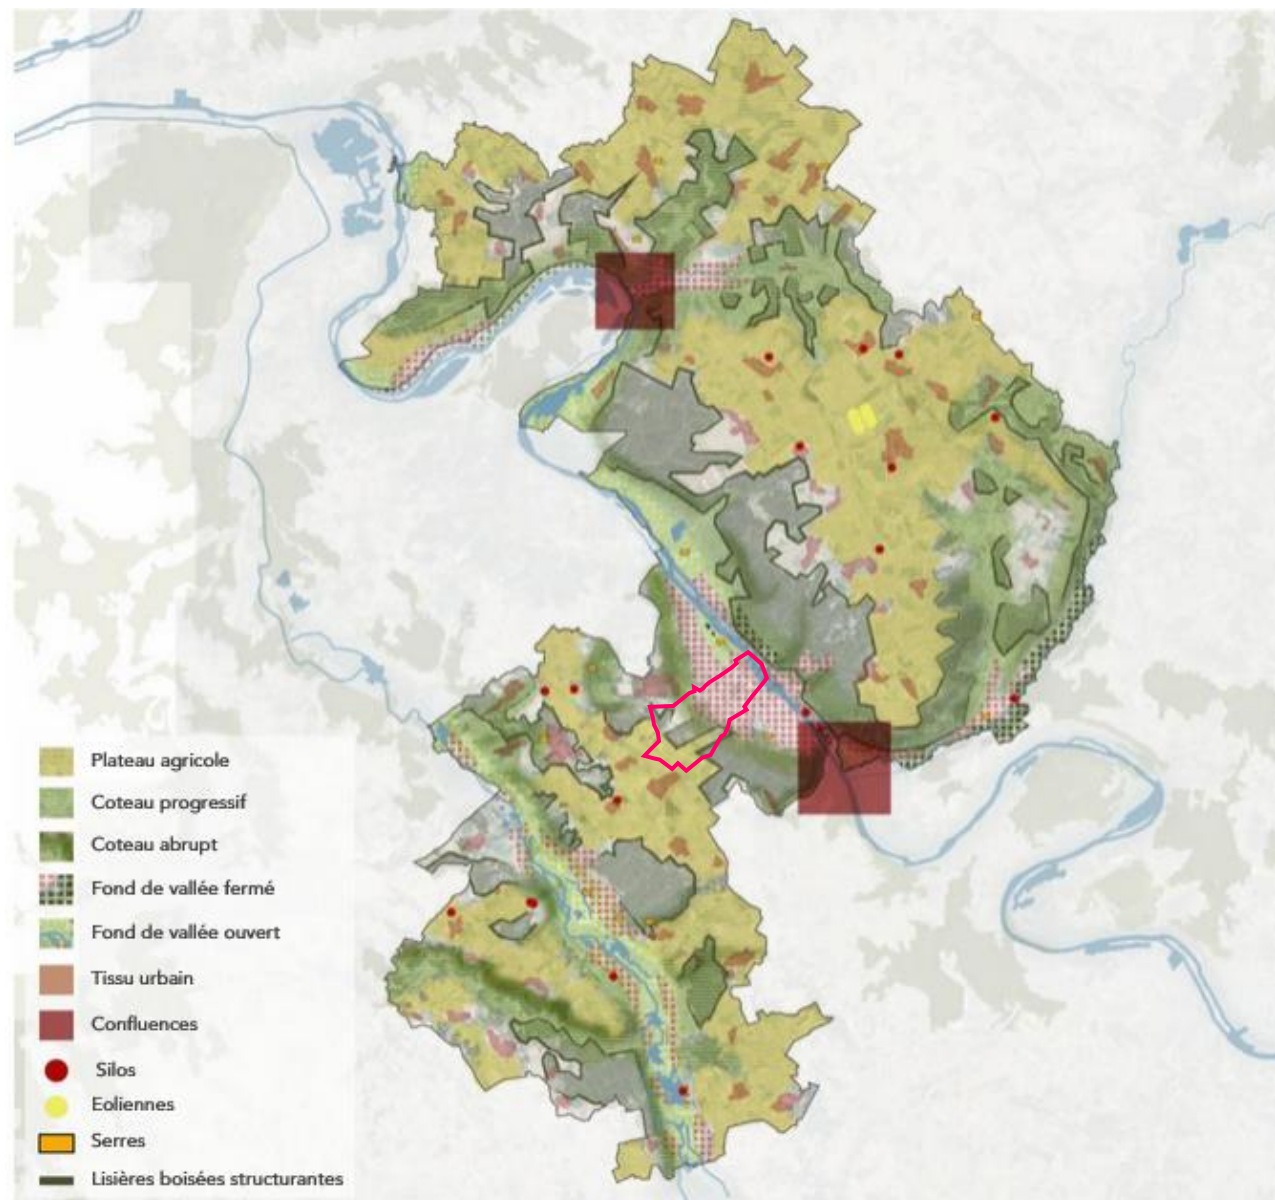 Plateau agricole
Coteau progressif
Coteau abrupt
Fond de vallée fermé
Fond de vallée ouvert
Tissu urbain
Confluences
Silos
Eoliennes
Serres
Lisières boisées structurantes